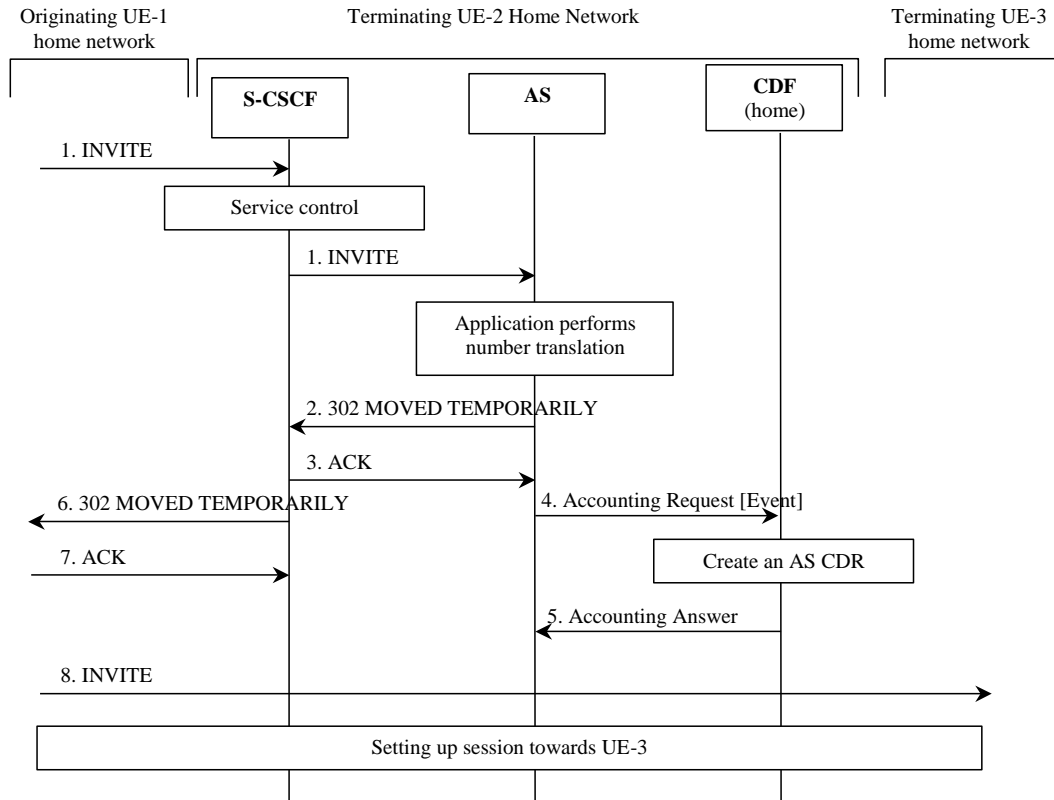 Originating UE-1
home network
Terminating UE-2 Home Network
Terminating UE-3
home network
S-CSCF
AS
CDF
(home)
1. INVITE
Service control
1. INVITE
Application performs
number translation
2. 302 MOVED TEMPORARILY
3. ACK
6. 302 MOVED TEMPORARILY
4. Accounting Request [Event]
7. ACK
Create an AS CDR
5. Accounting Answer
8. INVITE
Setting up session towards UE-3